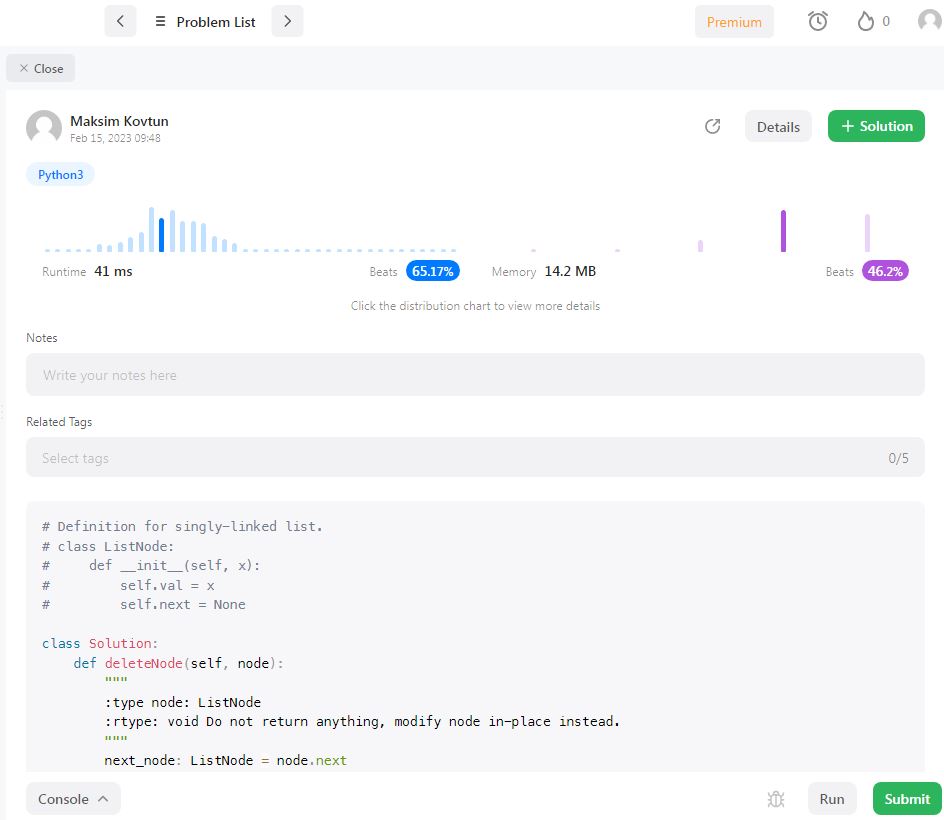 Problem List
Premium
0
Close
Maksim Kovtun
Feb 15, 2023 09:48
Details
+ Solution
Python3
Runtime 41 ms Beats 65.17%
Memory 14.2 MB Beats 46.2%
Click the distribution chart to view more details
Notes
Write your notes here
Related Tags
Select tags 0/5
# Definition for singly-linked list.
# class ListNode:
#     def __init__(self, x):
#         self.val = x
#         self.next = None
class Solution:
    def deleteNode(self, node):
        """
        :type node: ListNode
        :rtype: void Do not return anything, modify node in-place instead.
        """
        next_node: ListNode = node.next
Console
Run
Submit